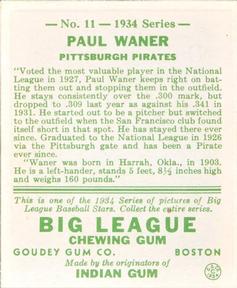 No. 11 — 1934 Series
PAUL WANER
PITTSBURGH PIRATES
"Voted the most valuable player in the National
League in 1927, Paul Waner keeps right on bat-
ting them out and stopping them in the outfield.
He stays consistently over the .300 mark, but
dropped to .309 last year as against his .341 in
1931. He started out to be a pitcher but switched
to the outfield when the San Francisco club found
itself short in that spot. He has stayed there ever
since. Graduated to the National League in 1926
via the Pittsburgh gate and has been a Pirate ever
since.
"Waner was born in Harrah, Okla., in 1903.
He is a left-hander, stands 5 feet, 8½ inches
high and weighs 160 pounds."
This is one of the 1934 Series of pictures of Big
League Baseball Stars. Collect the entire series.
BIG LEAGUE
CHEWING GUM
GOUDEY GUM CO. BOSTON
Made by the originators of
INDIAN GUM